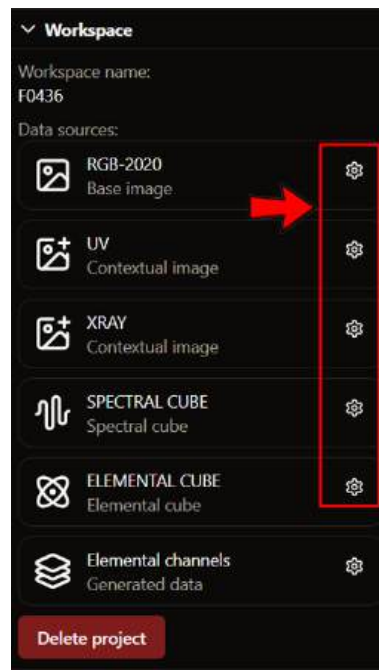 Workspace
Workspace name:
F0436
Data sources:
RGB-2020
Base image
UV
Contextual image
XRAY
Contextual image
SPECTRAL CUBE
Spectral cube
ELEMENTAL CUBE
Elemental cube
Elemental channels
Generated data
Delete project